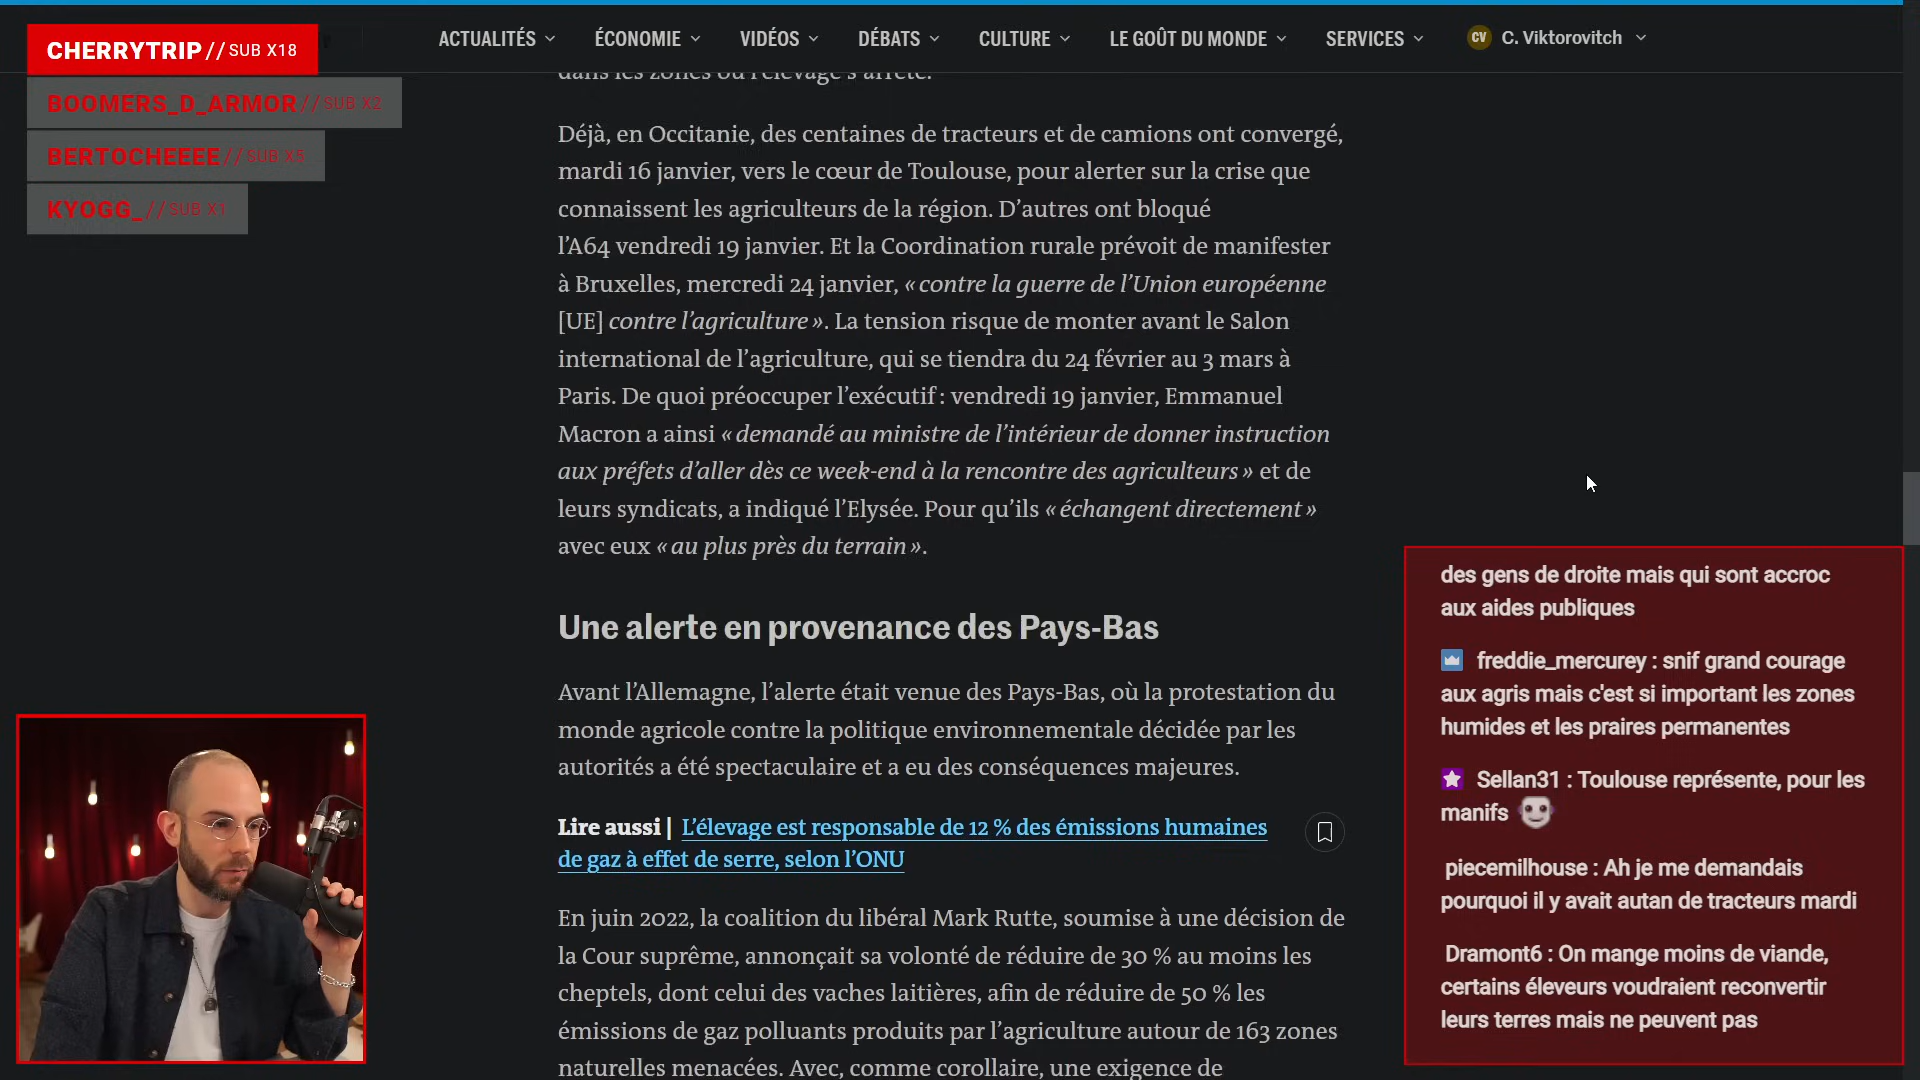 ACTUALITÉS
ÉCONOMIE
VIDÉOS
DÉBATS
CULTURE
LE GOÛT DU MONDE
SERVICES
CV
C. Viktorovitch
CHERRYTRIP // SUB X18
BOOMERS_D_ARMOR // SUB X2
BERTOCHEEEE // SUB X5
KYOGG_ // SUB X1
dans les zones où l'élevage s'arrête.
Déjà, en Occitanie, des centaines de tracteurs et de camions ont convergé,
mardi 16 janvier, vers le cœur de Toulouse, pour alerter sur la crise que
connaissent les agriculteurs de la région. D'autres ont bloqué
l'A64 vendredi 19 janvier. Et la Coordination rurale prévoit de manifester
à Bruxelles, mercredi 24 janvier, « contre la guerre de l'Union européenne
[UE] contre l'agriculture ». La tension risque de monter avant le Salon
international de l'agriculture, qui se tiendra du 24 février au 3 mars à
Paris. De quoi préoccuper l'exécutif : vendredi 19 janvier, Emmanuel
Macron a ainsi « demandé au ministre de l'intérieur de donner instruction
aux préfets d'aller dès ce week-end à la rencontre des agriculteurs » et de
leurs syndicats, a indiqué l'Elysée. Pour qu'ils « échangent directement »
avec eux « au plus près du terrain ».
Une alerte en provenance des Pays-Bas
Avant l'Allemagne, l'alerte était venue des Pays-Bas, où la protestation du
monde agricole contre la politique environnementale décidée par les
autorités a été spectaculaire et a eu des conséquences majeures.
Lire aussi | L'élevage est responsable de 12 % des émissions humaines
de gaz à effet de serre, selon l'ONU
En juin 2022, la coalition du libéral Mark Rutte, soumise à une décision de
la Cour suprême, annonçait sa volonté de réduire de 30 % au moins les
cheptels, dont celui des vaches laitières, afin de réduire de 50 % les
émissions de gaz polluants produits par l'agriculture autour de 163 zones
naturelles menacées. Avec, comme corollaire, une exigence de
des gens de droite mais qui sont accroc
aux aides publiques
freddie_mercurey : snif grand courage
aux agris mais c'est si important les zones
humides et les praires permanentes
Sellan31 : Toulouse représente, pour les
manifs
piecemilhouse : Ah je me demandais
pourquoi il y avait autan de tracteurs mardi
Dramont6 : On mange moins de viande,
certains éleveurs voudraient reconvertir
leurs terres mais ne peuvent pas